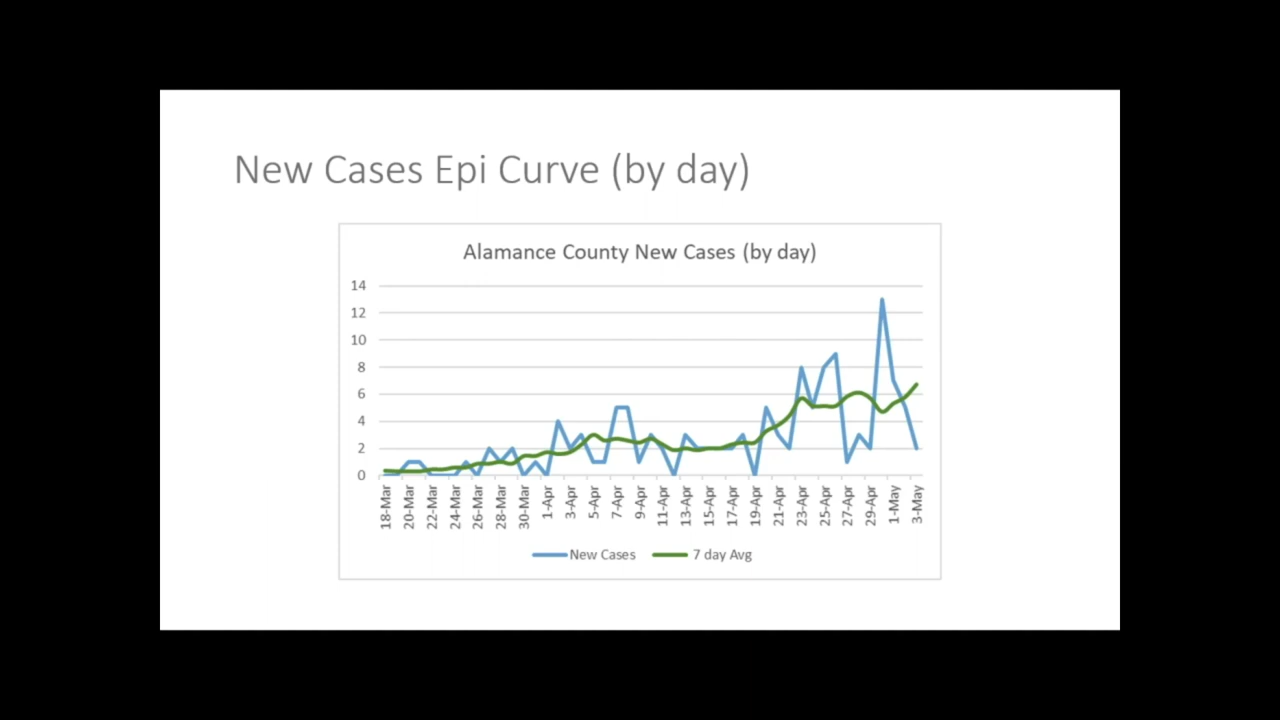 New Cases Epi Curve (by day)
Alamance County New Cases (by day)
14
12
10
8
6
4
2
0
18-Mar
20-Mar
22-Mar
24-Mar
26-Mar
28-Mar
30-Mar
1-Apr
3-Apr
5-Apr
7-Apr
9-Apr
11-Apr
13-Apr
15-Apr
17-Apr
19-Apr
21-Apr
23-Apr
25-Apr
27-Apr
29-Apr
1-May
3-May
New Cases 7 day Avg